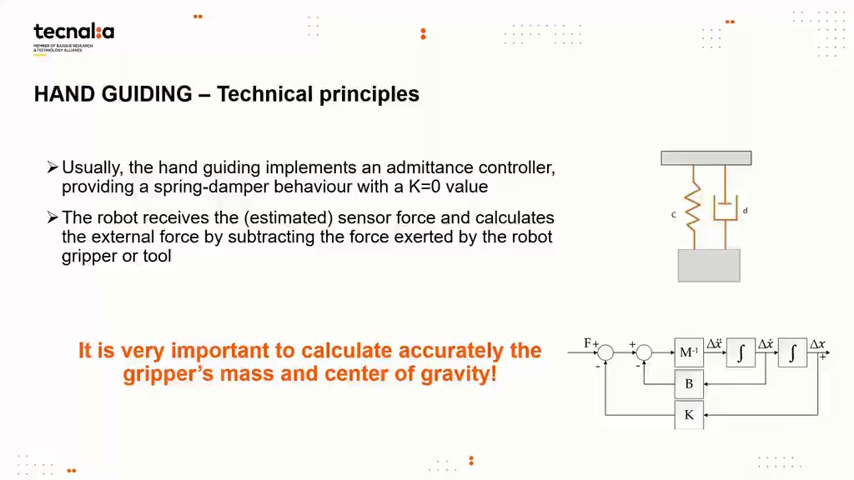 tecnal:a
MEMBER OF BASQUE RESEARCH
& TECHNOLOGY ALLIANCE
HAND GUIDING – Technical principles
➢Usually, the hand guiding implements an admittance controller,
providing a spring-damper behaviour with a K=0 value
➢The robot receives the (estimated) sensor force and calculates
the external force by subtracting the force exerted by the robot
gripper or tool
It is very important to calculate accurately the
gripper's mass and center of gravity!
C d
F + - + - M⁻¹ Δẍ ∫ Δẋ ∫ Δx +
B
K